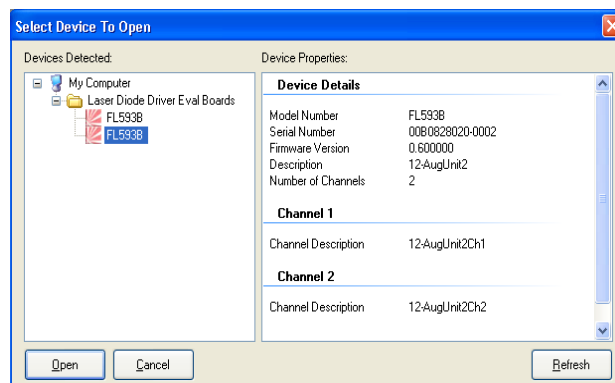 Select Device To Open
Devices Detected:
Device Properties:
My Computer
Laser Diode Driver Eval Boards
FL593B
FL593B
Device Details
Model Number FL593B
Serial Number 00B0828020-0002
Firmware Version 0.600000
Description 12-AugUnit2
Number of Channels 2
Channel 1
Channel Description 12-AugUnit2Ch1
Channel 2
Channel Description 12-AugUnit2Ch2
Open
Cancel
Refresh